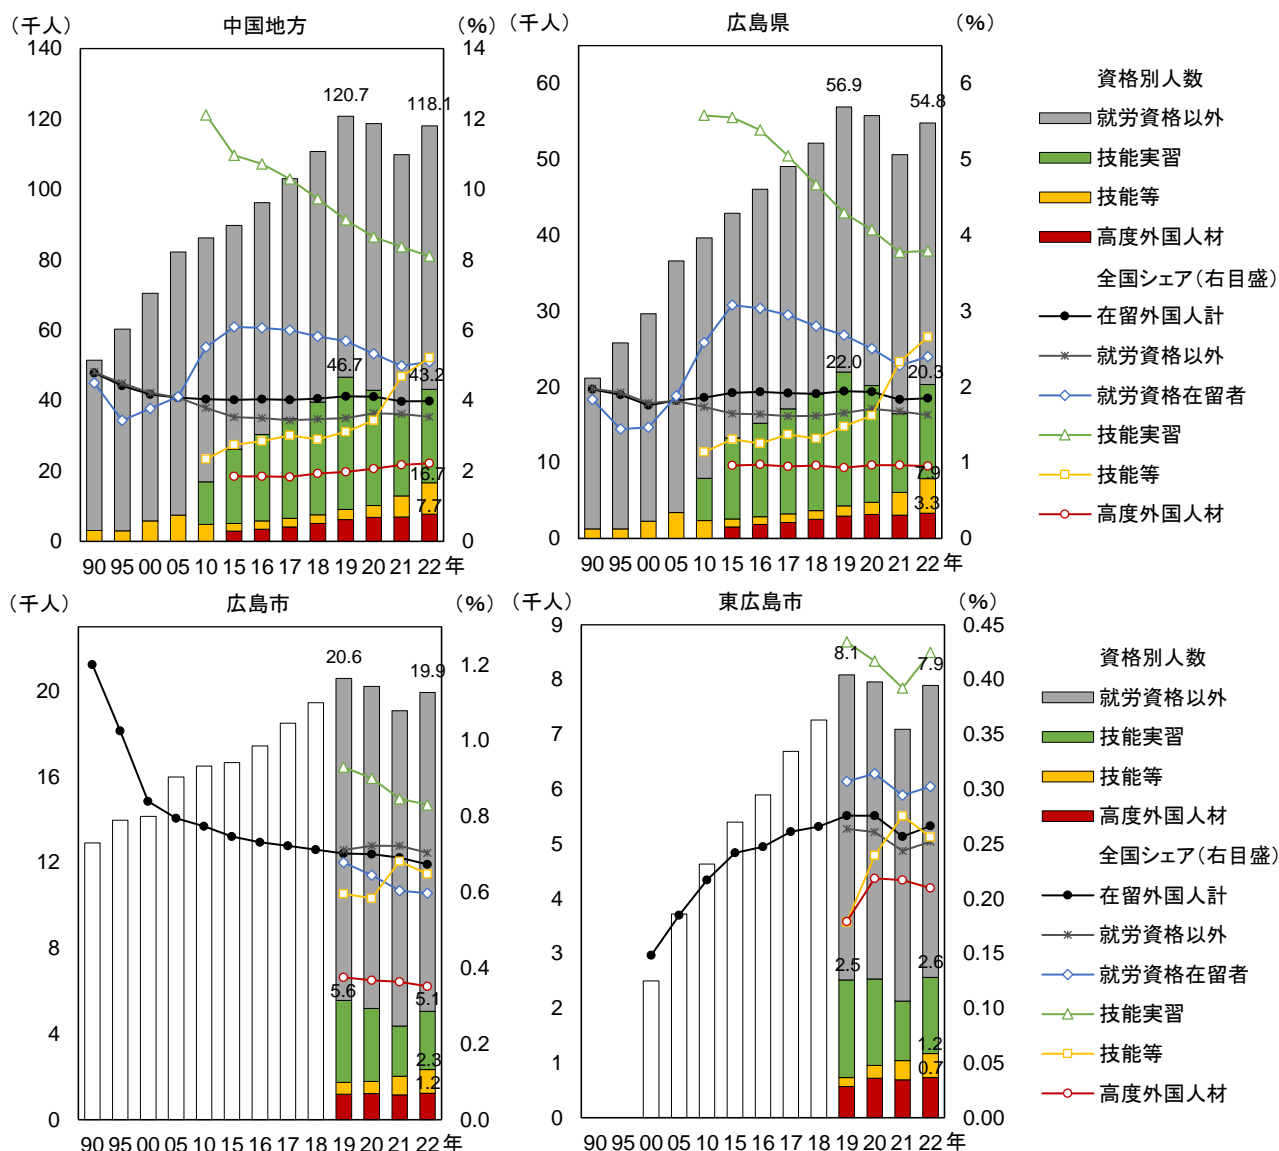 （千人）
中国地方
（%）
140
120
100
80
60
40
20
0
14
12
10
8
6
4
2
0
120.7
118.1
46.7
43.2
16.7
7.7
90 95 00 05 10 15 16 17 18 19 20 21 22 年
（千人）
広島県
（%）
60
50
40
30
20
10
0
6
5
4
3
2
1
0
56.9
54.8
22.0
20.3
7.9
3.3
90 95 00 05 10 15 16 17 18 19 20 21 22 年
資格別人数
就労資格以外
技能実習
技能等
高度外国人材
全国シェア（右目盛）
在留外国人計
就労資格以外
就労資格在留者
技能実習
技能等
高度外国人材
（千人）
広島市
（%）
20
16
12
8
4
0
1.2
1.0
0.8
0.6
0.4
0.2
0.0
20.6
19.9
5.6
5.1
2.3
1.2
90 95 00 05 10 15 16 17 18 19 20 21 22 年
（千人）
東広島市
（%）
9
8
7
6
5
4
3
2
1
0
0.45
0.40
0.35
0.30
0.25
0.20
0.15
0.10
0.05
0.00
8.1
7.9
2.5
2.6
1.2
0.7
90 95 00 05 10 15 16 17 18 19 20 21 22 年
資格別人数
就労資格以外
技能実習
技能等
高度外国人材
全国シェア（右目盛）
在留外国人計
就労資格以外
就労資格在留者
技能実習
技能等
高度外国人材